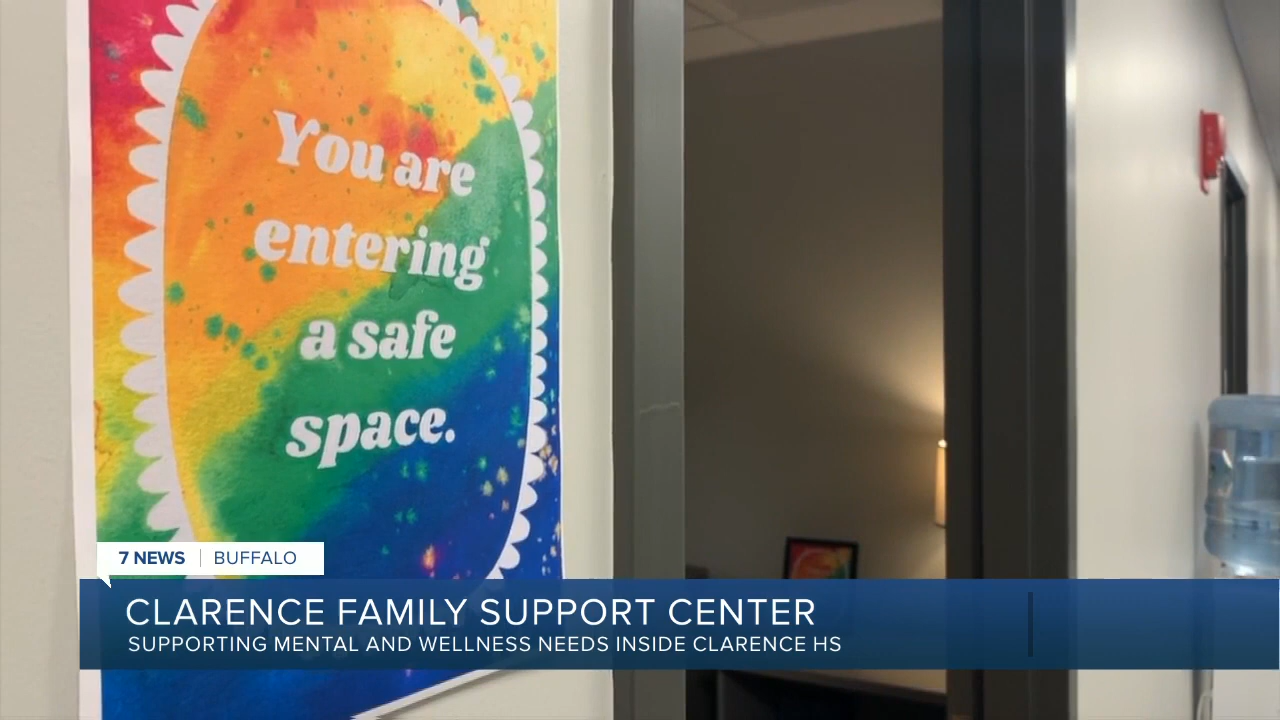 You are
entering
a safe
space.
7 NEWS | BUFFALO
CLARENCE FAMILY SUPPORT CENTER
SUPPORTING MENTAL AND WELLNESS NEEDS INSIDE CLARENCE HS